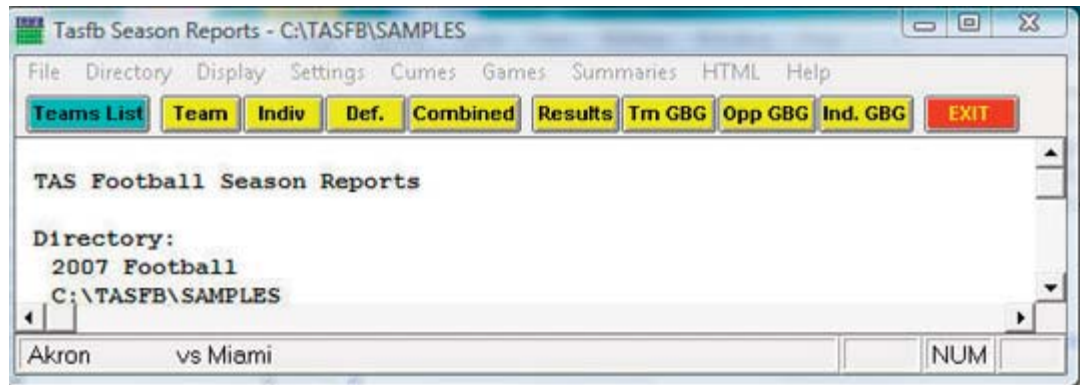 Tasfb Season Reports - C:\TASFB\SAMPLES
File Directory Display Settings Cumes Games Summaries HTML Help
Teams List Team Indiv Def. Combined Results Tm GBG Opp GBG Ind. GBG EXIT
TAS Football Season Reports
Directory:
2007 Football
C:\TASFB\SAMPLES
Akron vs Miami NUM